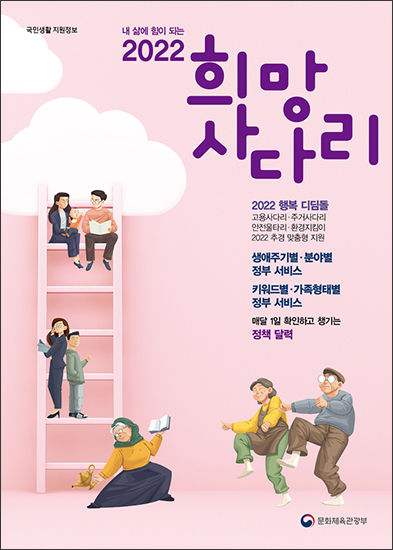 국민생활 지원정보
내 삶에 힘이 되는
2022
희망
사다리
2022 행복 디딤돌
고용사다리·주거사다리
안전울타리·환경지킴이
2022 추경 맞춤형 지원
생애주기별·분야별
정부 서비스
키워드별·가족형태별
정부 서비스
매달 1일 확인하고 챙기는
정책 달력
문화체육관광부